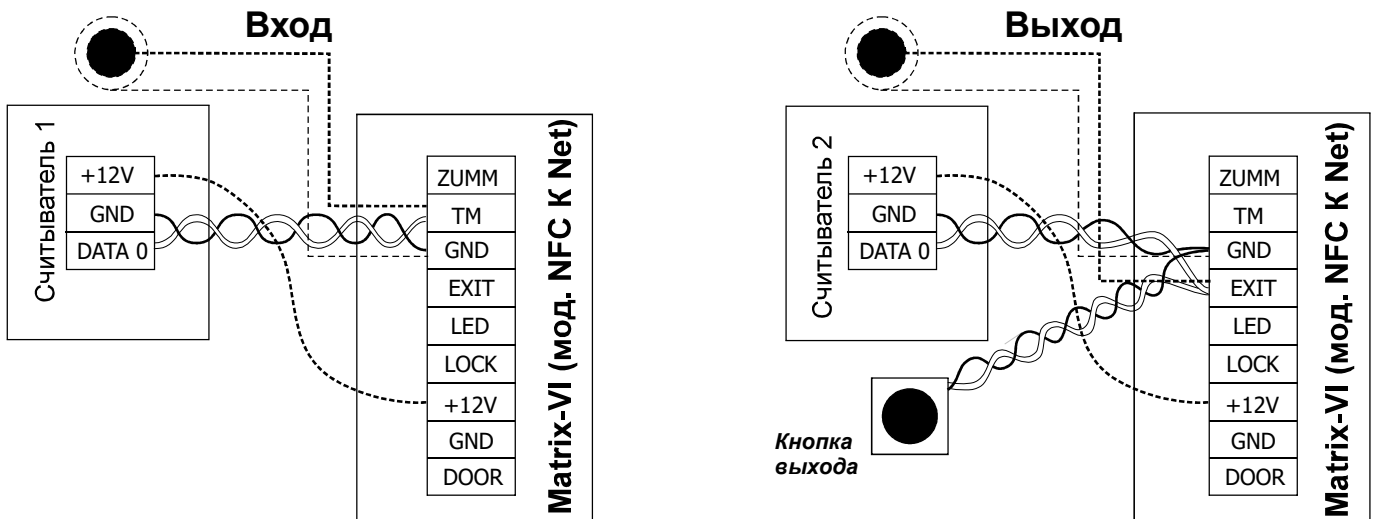 Вход
Считыватель 1
+12V
GND
DATA 0
ZUMM
TM
GND
EXIT
LED
LOCK
+12V
GND
DOOR
Matrix-VI (мод. NFC К Net)
Выход
Считыватель 2
+12V
GND
DATA 0
Кнопка
выхода
ZUMM
TM
GND
EXIT
LED
LOCK
+12V
GND
DOOR
Matrix-VI (мод. NFC К Net)